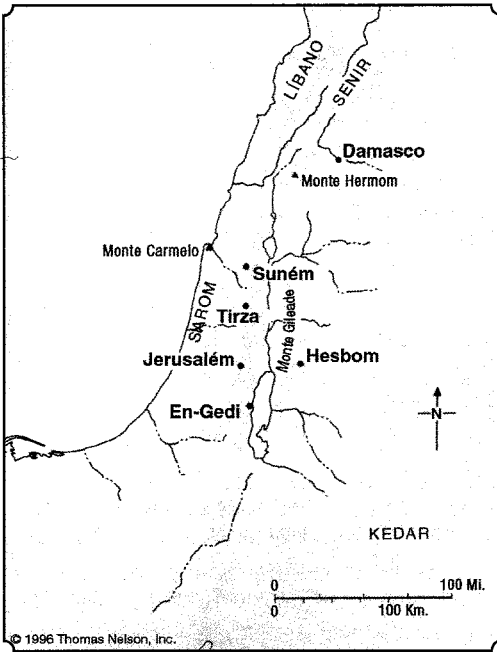 LÍBANO
SENIR
Damasco
Monte Hermom
Monte Carmelo
Suném
SAROM
Tirza
Monte Gileade
Jerusalém
Hesbom
En-Gedi
N
KEDAR
0 100 Mi.
0 100 Km.
© 1996 Thomas Nelson, Inc.